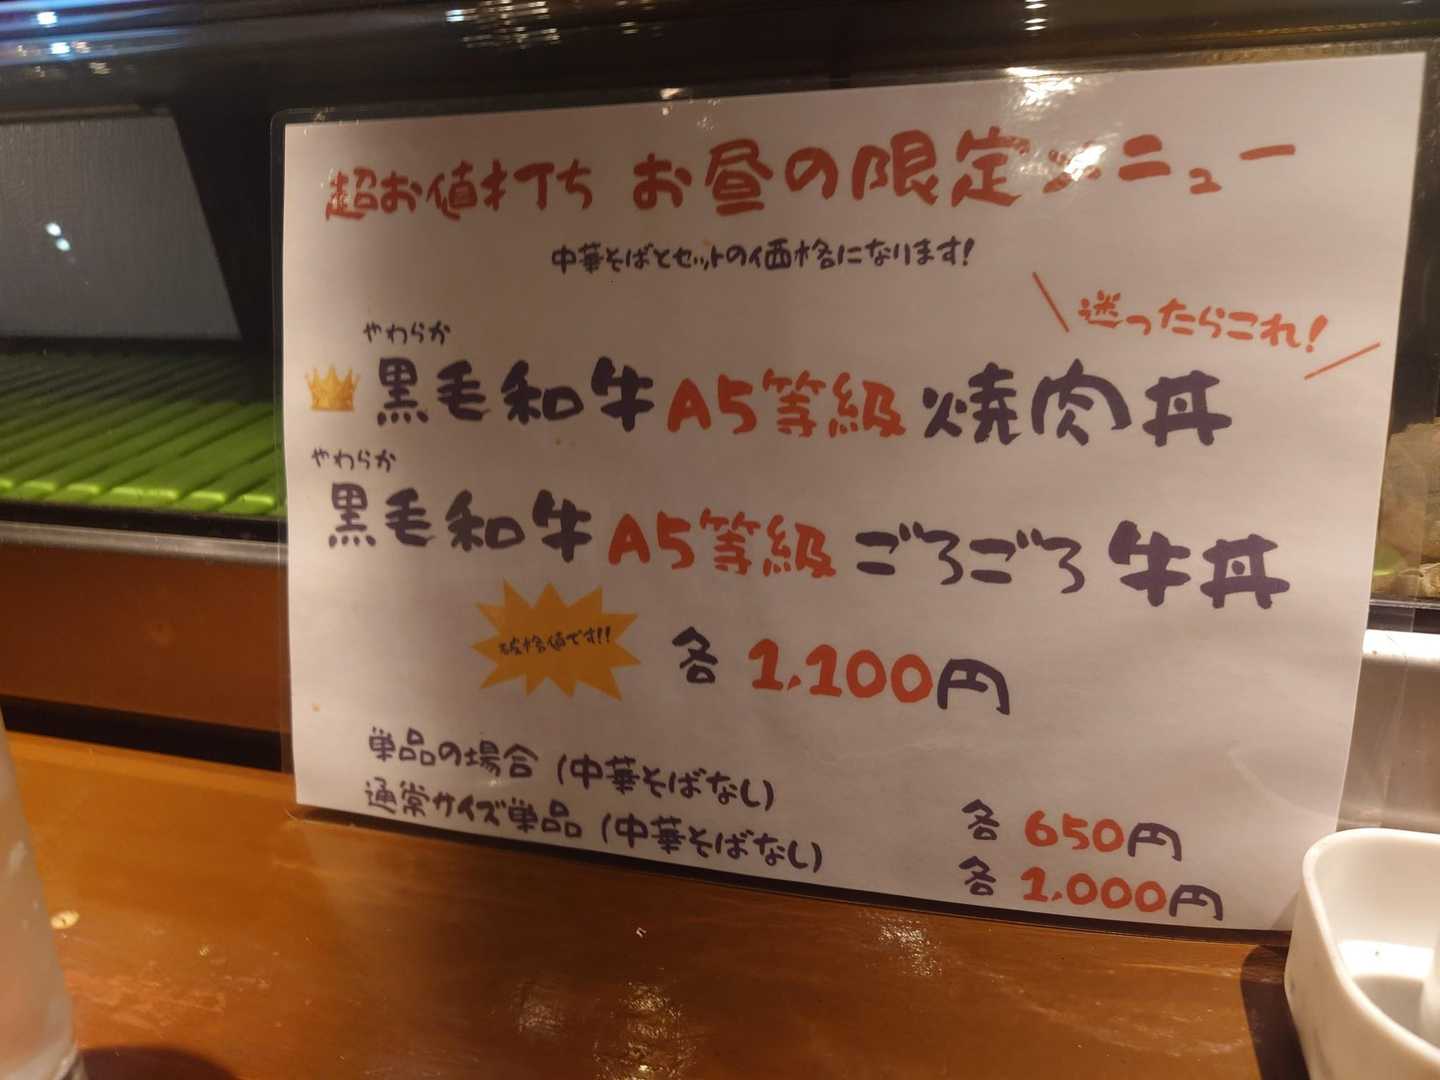 超お値打ち お昼の限定メニュー
中華そばとセットの価格になります!
迷ったらこれ!
やわらか
黒毛和牛A5等級焼肉丼
やわらか
黒毛和牛A5等級ごろごろ牛丼
破格値です!!
各 1,100円
単品の場合 (中華そばなし) 各 650円
通常サイズ単品 (中華そばなし) 各 1,000円